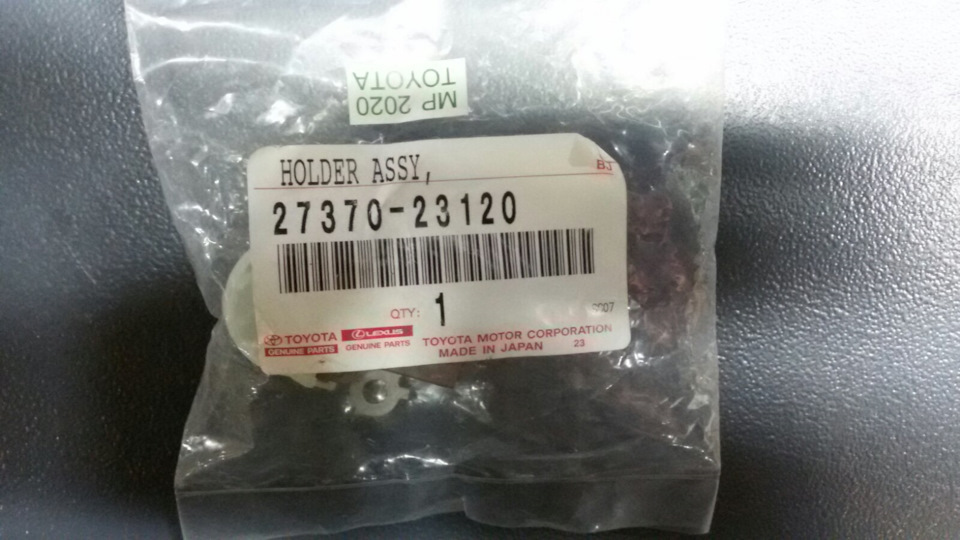 MP 2020
TOYOTA
HOLDER ASSY,
BJ
27370-23120
QTY: 1
TOYOTA
GENUINE PARTS
LEXUS
GENUINE PARTS
TOYOTA MOTOR CORPORATION
MADE IN JAPAN 23